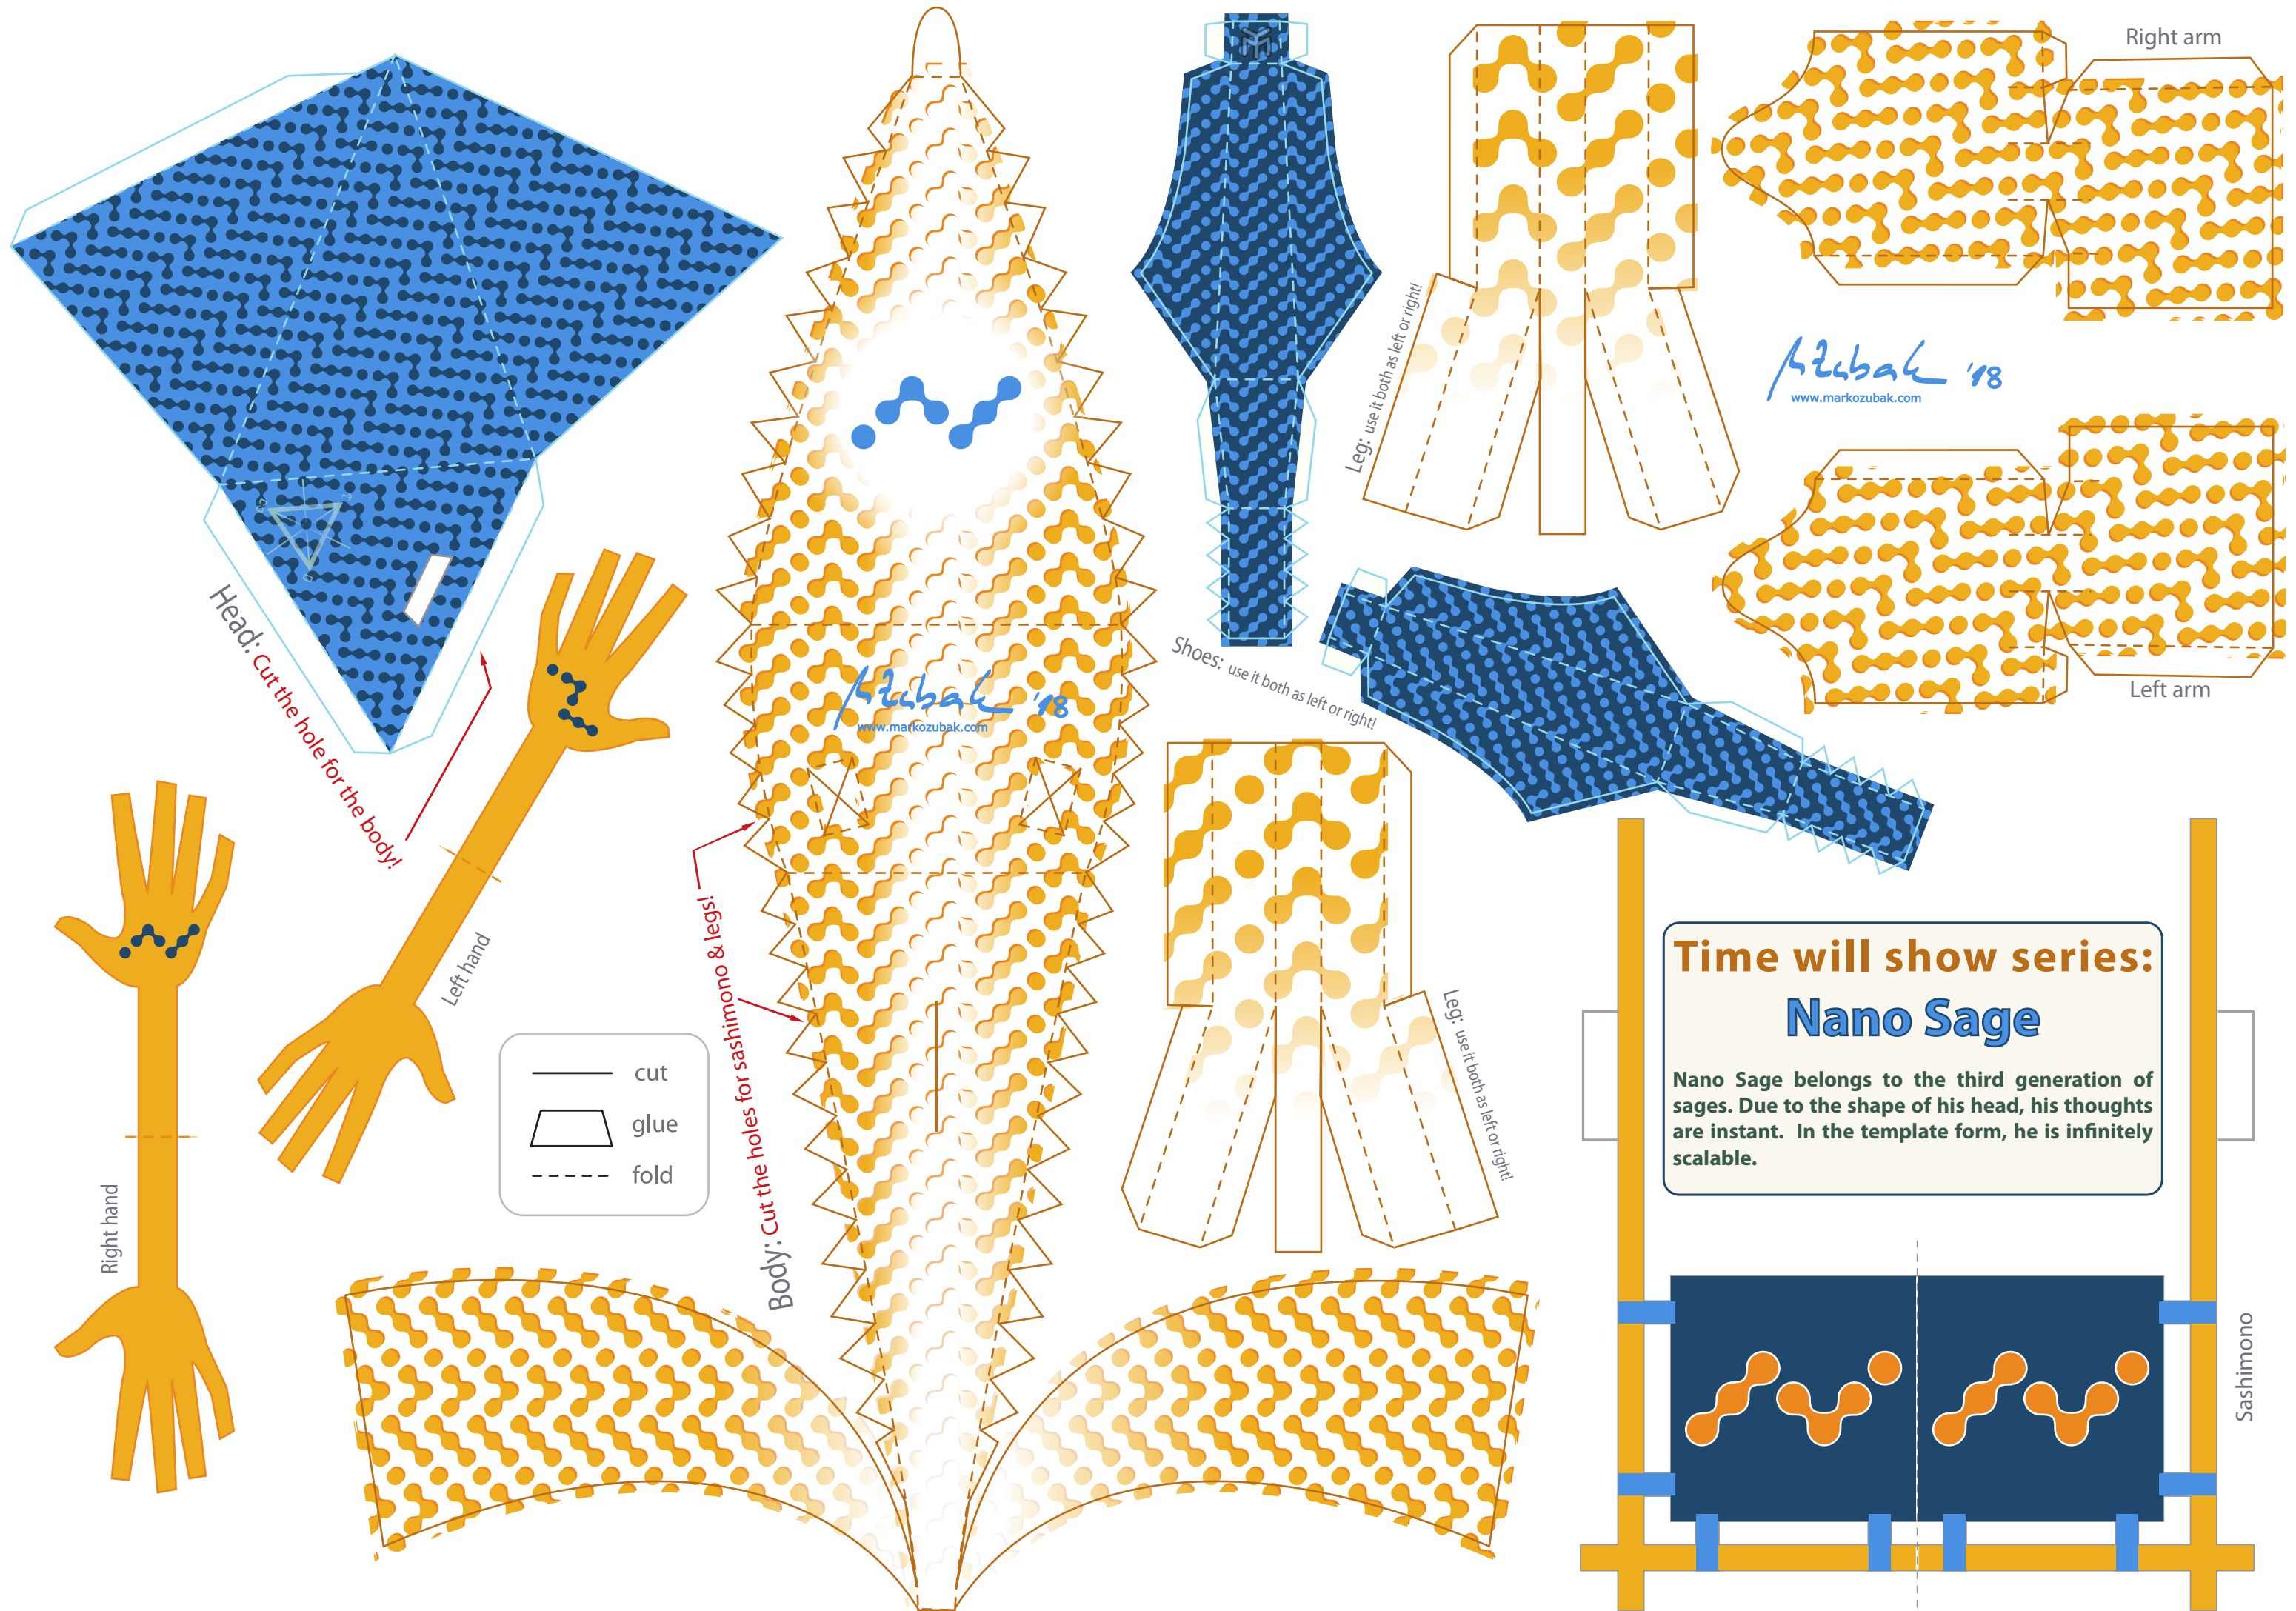 Right arm
Leg: use it both as left or right!
Zubak '18
www.markozubak.com
Head: Cut the hole for the body!
Shoes: use it both as left or right!
Zubak '18
www.markozubak.com
Left arm
Left hand
Right hand
cut
glue
fold
Body: Cut the holes for sashimono & legs!
Leg: use it both as left or right!
Time will show series:
Nano Sage
Nano Sage belongs to the third generation of
sages. Due to the shape of his head, his thoughts
are instant. In the template form, he is infinitely
scalable.
Sashimono